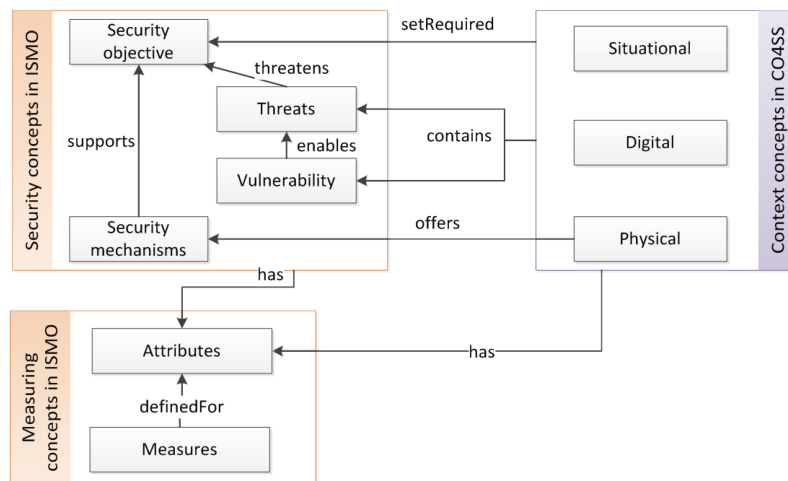 Security concepts in ISMO
Security
objective
setRequired
threatens
Threats
supports
enables
contains
Vulnerability
Security
mechanisms
offers
Situational
Digital
Physical
Context concepts in CO4SS
has
has
Measuring
concepts in ISMO
Attributes
definedFor
Measures